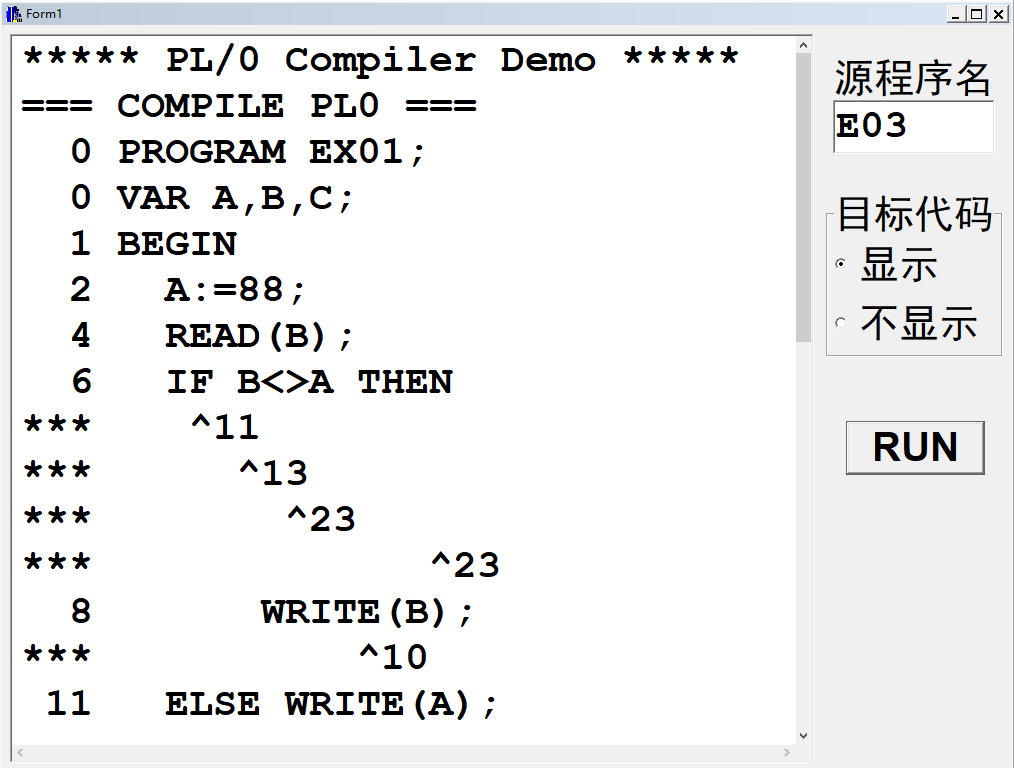 Form1
***** PL/0 Compiler Demo *****
=== COMPILE PL0 ===
  0 PROGRAM EX01;
  0 VAR A,B,C;
  1 BEGIN
  2   A:=88;
  4   READ(B);
  6   IF B<>A THEN
***    ^11
***      ^13
***        ^23
***              ^23
  8       WRITE(B);
***           ^10
 11   ELSE WRITE(A);
源程序名
E03
目标代码
显示
不显示
RUN